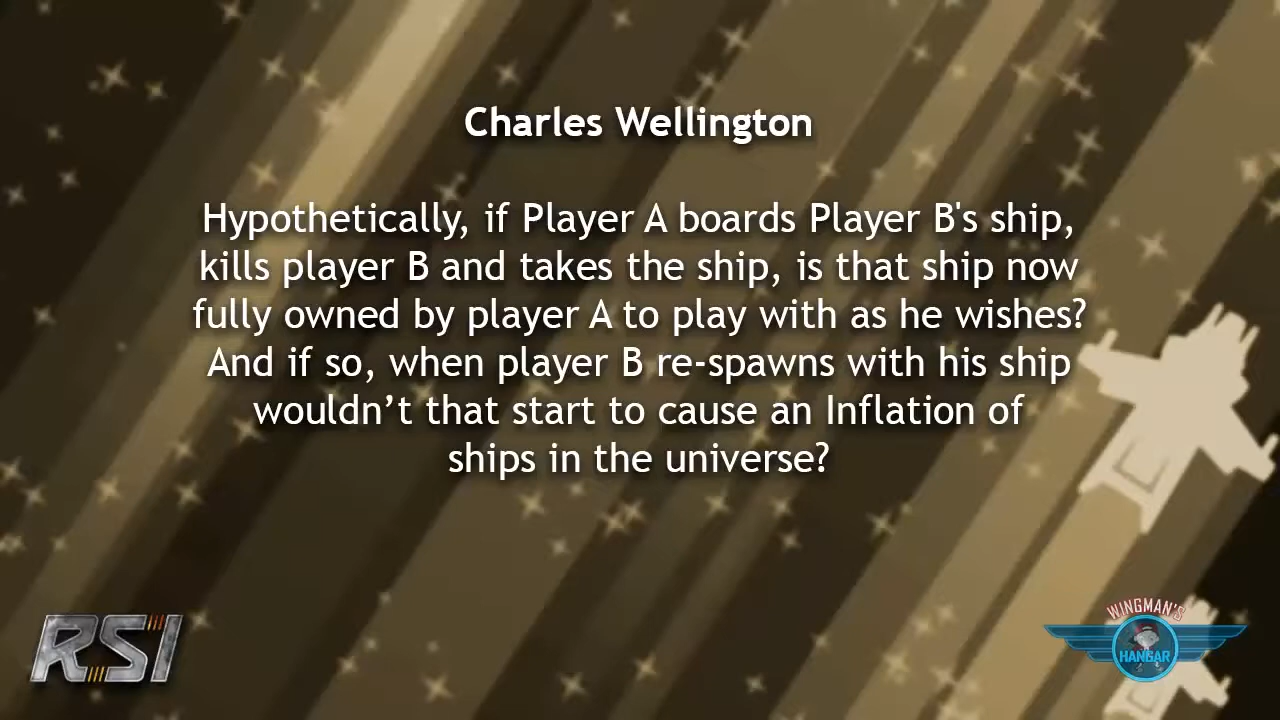 Charles Wellington
Hypothetically, if Player A boards Player B's ship,
kills player B and takes the ship, is that ship now
fully owned by player A to play with as he wishes?
And if so, when player B re-spawns with his ship
wouldn’t that start to cause an Inflation of
ships in the universe?
RSI
WINGMAN'S
HANGAR